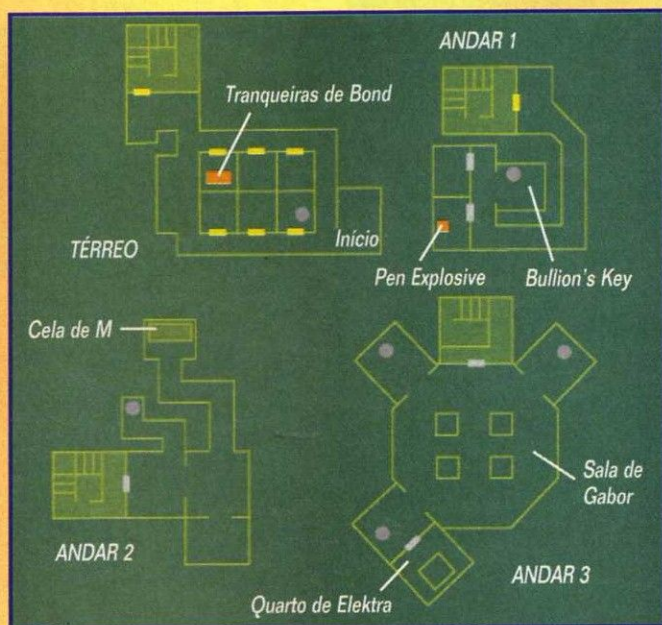 ANDAR 1
Tranqueiras de Bond
TÉRREO
Início
Pen Explosive
Bullion's Key
Cela de M
Sala de
Gabor
ANDAR 2
ANDAR 3
Quarto de Elektra